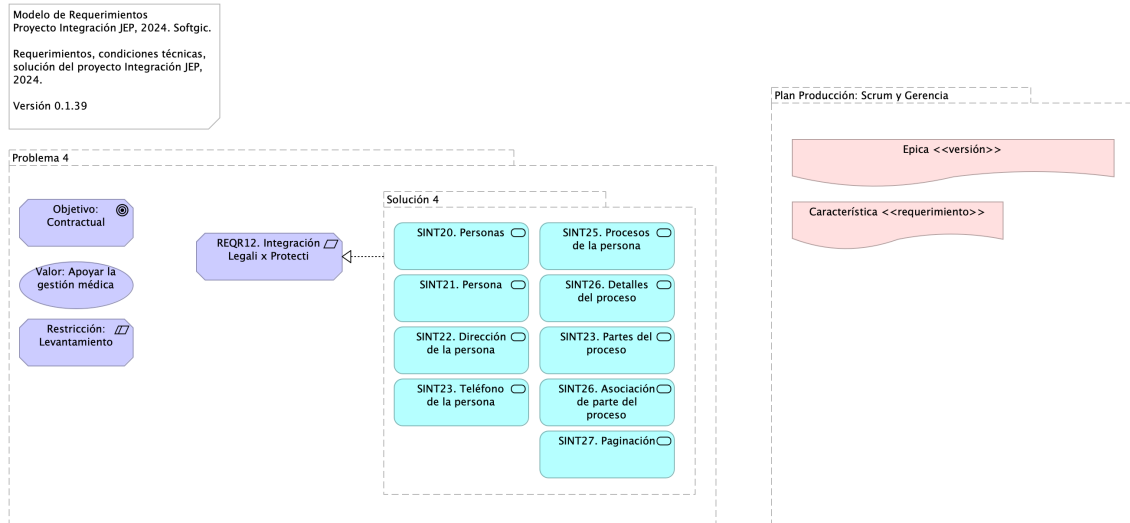 Modelo de Requerimientos
Proyecto Integración JEP, 2024. Softgic.
Requerimientos, condiciones técnicas,
solución del proyecto Integración JEP,
2024.
Versión 0.1.39
Problema 4
Objetivo:
Contractual
Valor: Apoyar la
gestión médica
Restricción:
Levantamiento
REQR12. Integración
Legali x Protecti
Solución 4
SINT20. Personas
SINT21. Persona
SINT22. Dirección
de la persona
SINT23. Teléfono
de la persona
SINT25. Procesos
de la persona
SINT26. Detalles
del proceso
SINT23. Partes del
proceso
SINT26. Asociación
de parte del
proceso
SINT27. Paginación
Plan Producción: Scrum y Gerencia
Epica <<versión>>
Característica <<requerimiento>>